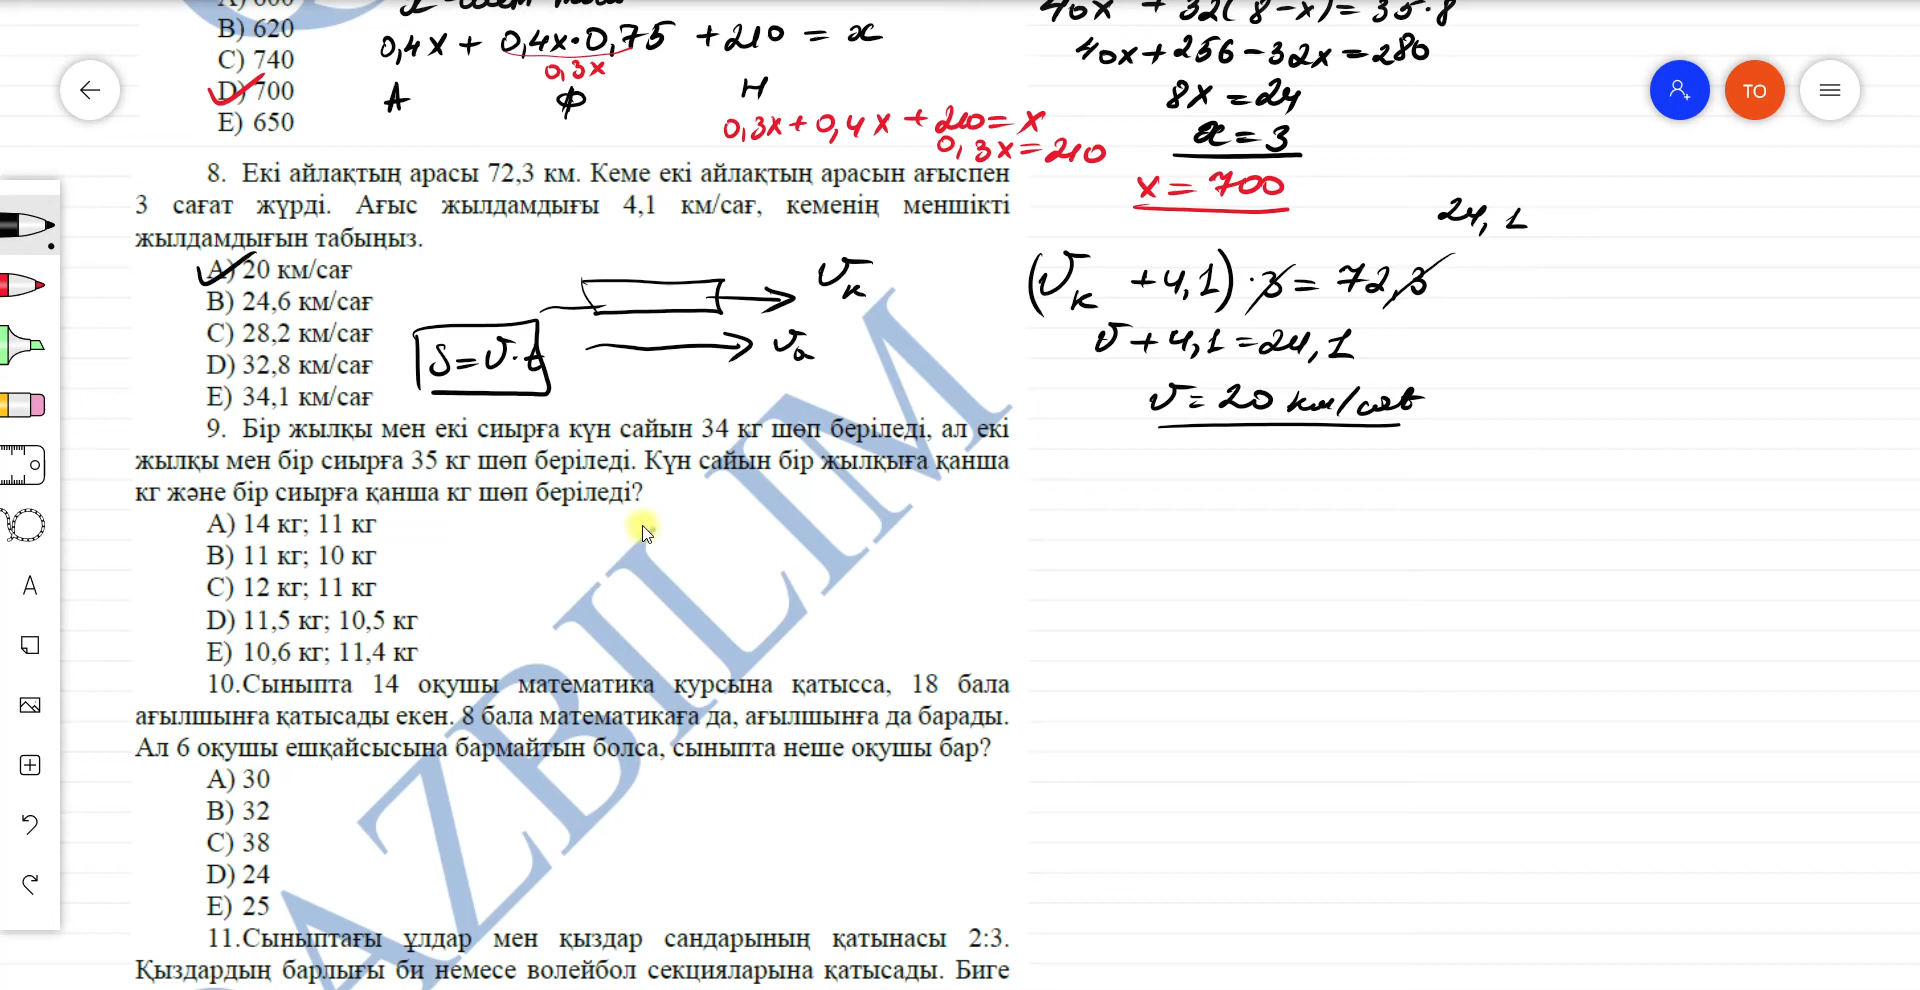 B) 620
C) 740
D) 700
E) 650
0,4x + 0,4x·0,75 + 210 = x
0,3x
А Ф Н
0,3x + 0,4x + 210 = x
0,3x = 210
x = 700
40x + 32(8-x) = 35·8
40x + 256 - 32x = 280
8x = 24
x = 3
TO
8. Екі айлақтың арасы 72,3 км. Кеме екі айлақтың арасын ағыспен
3 сағат жүрді. Ағыс жылдамдығы 4,1 км/сағ, кеменің меншікті
жылдамдығын табыңыз.
A) 20 км/сағ
B) 24,6 км/сағ
C) 28,2 км/сағ
D) 32,8 км/сағ
E) 34,1 км/сағ
S = v·t
vк
vа
24,1
(vк + 4,1)·3 = 72,3
v + 4,1 = 24,1
v = 20 км/сағ
9. Бір жылқы мен екі сиырға күн сайын 34 кг шөп беріледі, ал екі
жылқы мен бір сиырға 35 кг шөп беріледі. Күн сайын бір жылқыға қанша
кг және бір сиырға қанша кг шөп беріледі?
A) 14 кг; 11 кг
B) 11 кг; 10 кг
C) 12 кг; 11 кг
D) 11,5 кг; 10,5 кг
E) 10,6 кг; 11,4 кг
10.Сыныпта 14 оқушы математика курсына қатысса, 18 бала
ағылшынға қатысады екен. 8 бала математикаға да, ағылшынға да барады.
Ал 6 оқушы ешқайсысына бармайтын болса, сыныпта неше оқушы бар?
A) 30
B) 32
C) 38
D) 24
E) 25
11.Сыныптағы ұлдар мен қыздар сандарының қатынасы 2:3.
Қыздардың барлығы би немесе волейбол секцияларына қатысады. Биге
AZBILIM
A